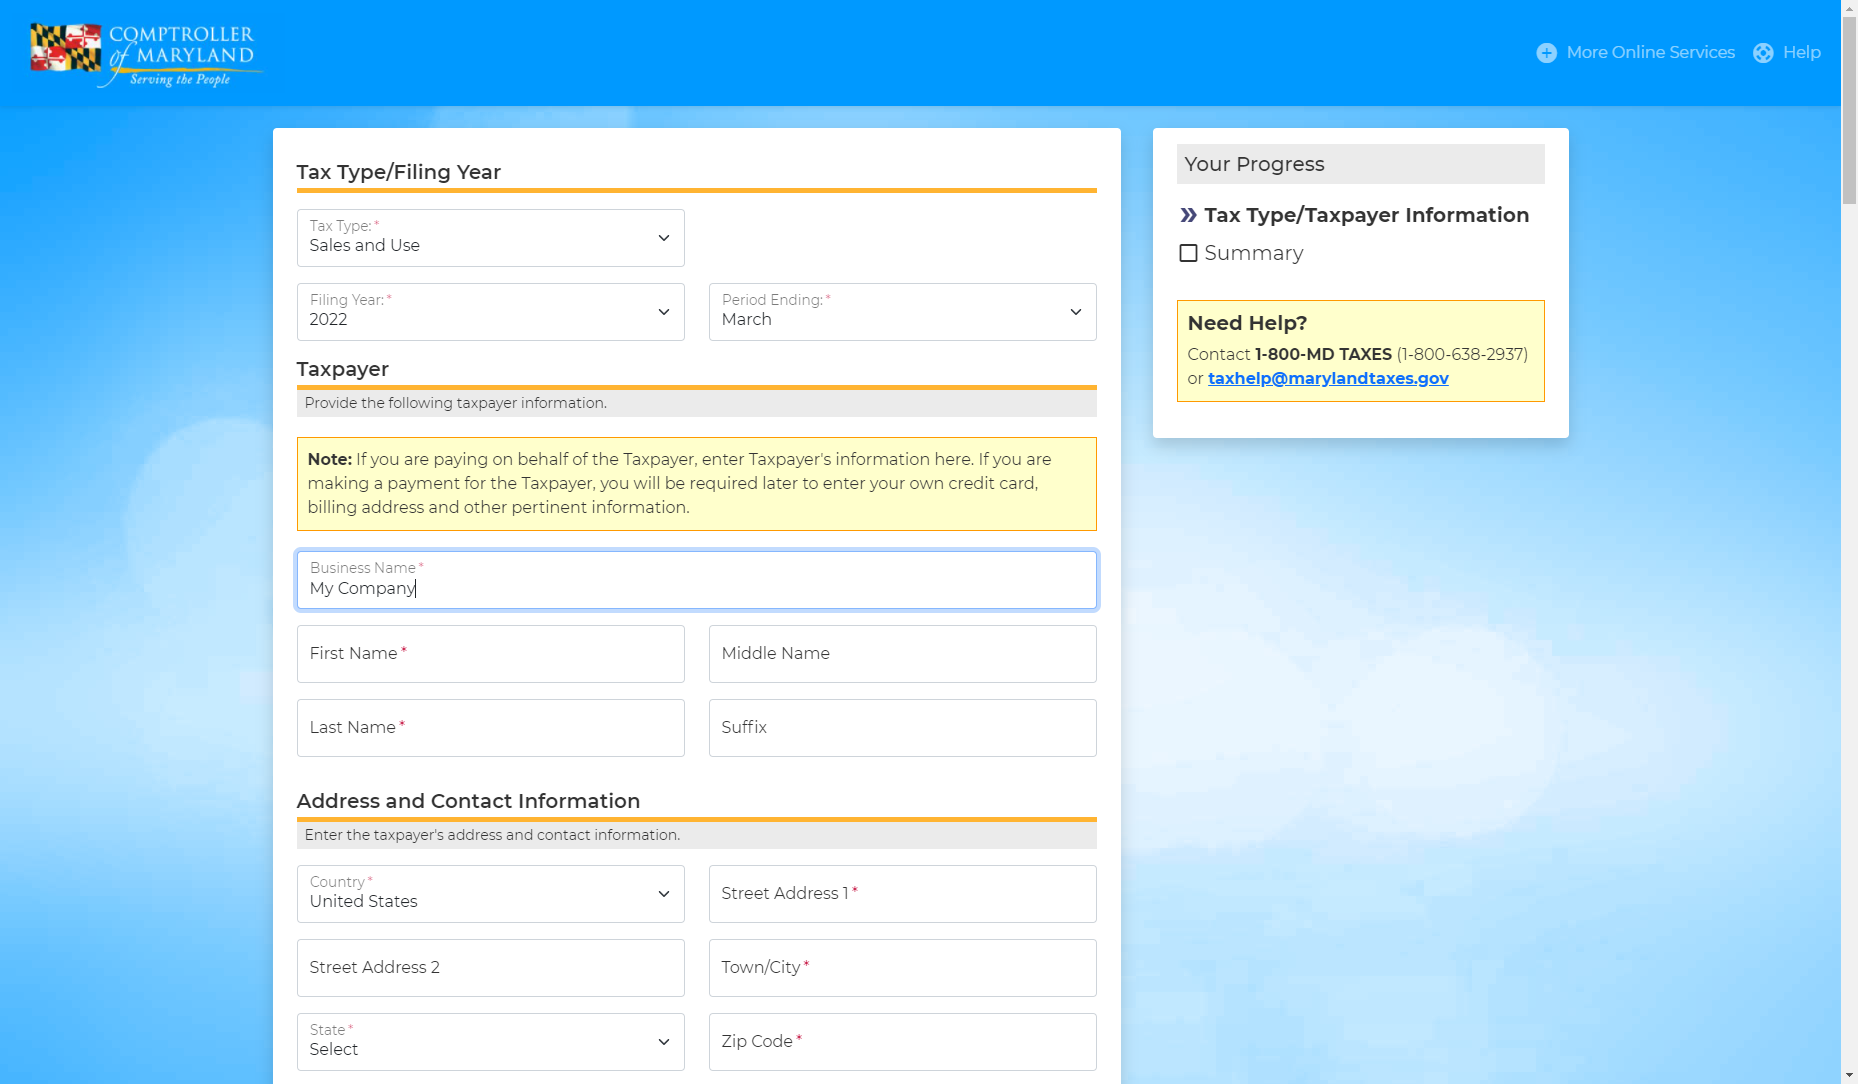 COMPTROLLER
of MARYLAND
Serving the People
More Online Services
Help
Tax Type/Filing Year
Tax Type: *
Sales and Use
Filing Year: *
2022
Period Ending: *
March
Taxpayer
Provide the following taxpayer information.
Note: If you are paying on behalf of the Taxpayer, enter Taxpayer's information here. If you are
making a payment for the Taxpayer, you will be required later to enter your own credit card,
billing address and other pertinent information.
Business Name *
My Company
First Name *
Middle Name
Last Name *
Suffix
Address and Contact Information
Enter the taxpayer's address and contact information.
Country *
United States
Street Address 1 *
Street Address 2
Town/City *
State *
Select
Zip Code *
Your Progress
Tax Type/Taxpayer Information
Summary
Need Help?
Contact 1-800-MD TAXES (1-800-638-2937)
or taxhelp@marylandtaxes.gov